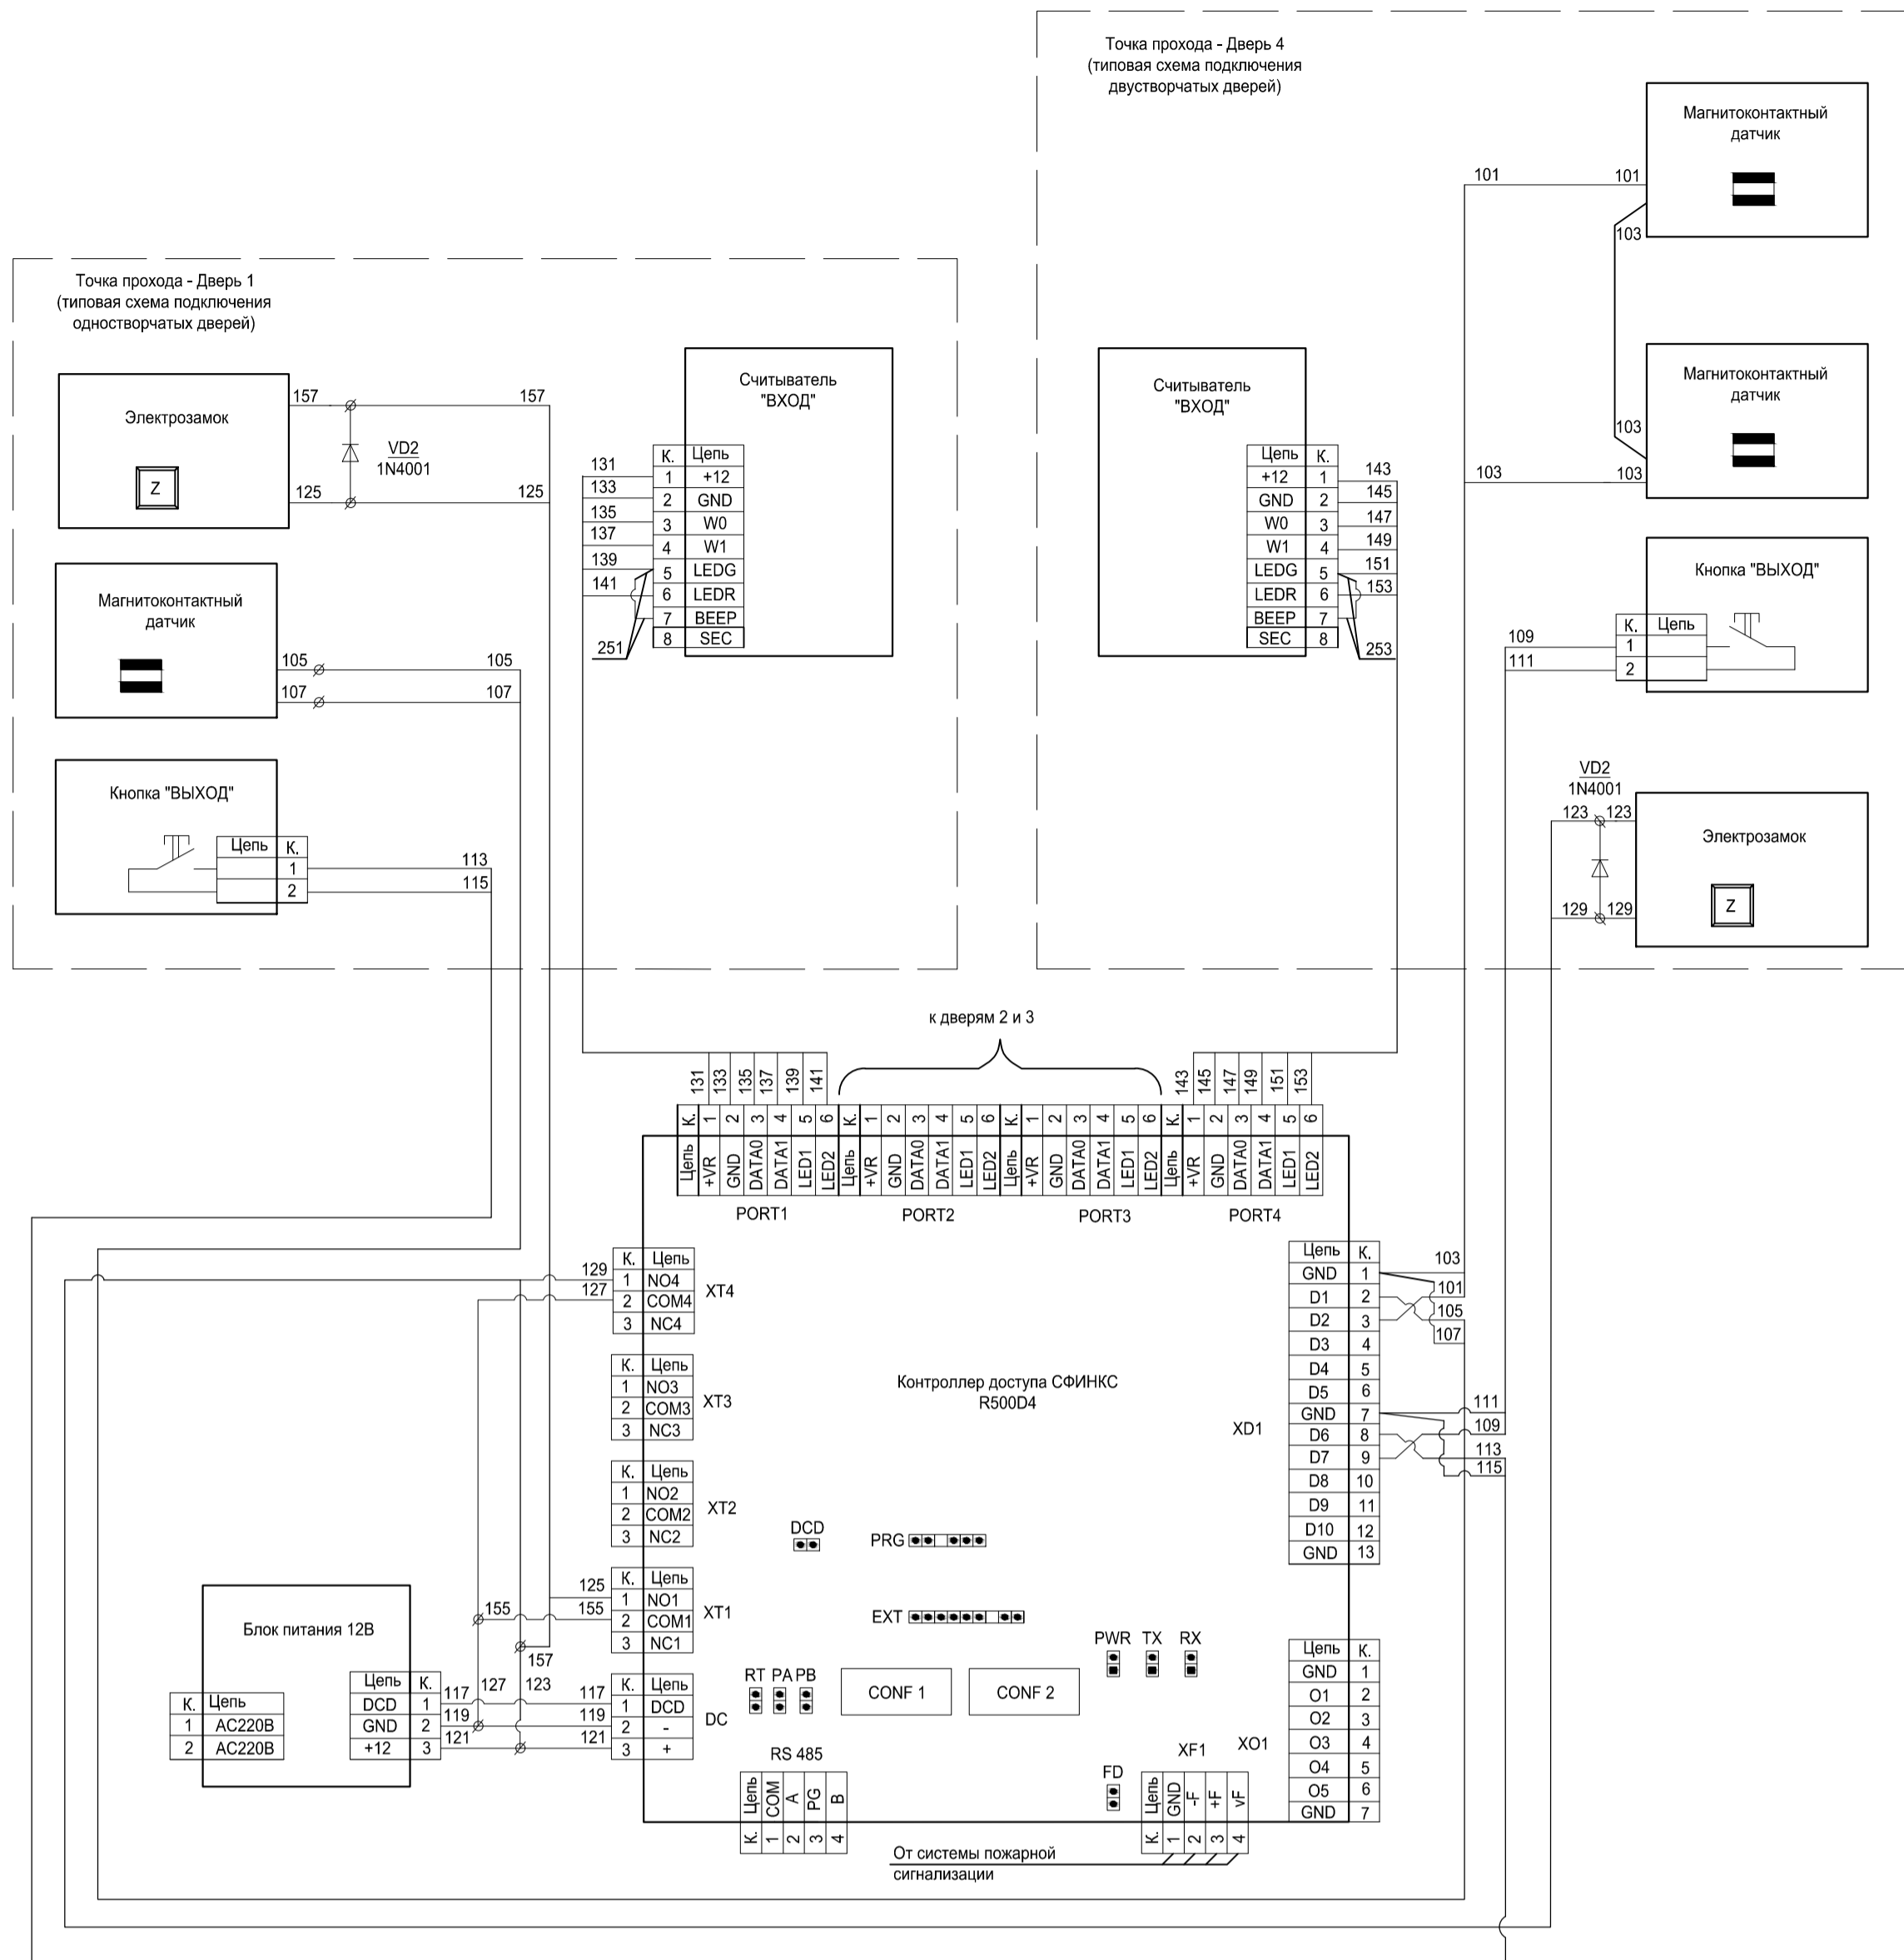 Точка прохода - Дверь 4
(типовая схема подключения
двустворчатых дверей)
Магнитоконтактный
датчик
101
101
103
103
Магнитоконтактный
датчик
103
103
Точка прохода - Дверь 1
(типовая схема подключения
одностворчатых дверей)
Электрозамок
Z
157
157
VD2
1N4001
125
125
Магнитоконтактный
датчик
105
105
107
107
Кнопка "ВЫХОД"
Цепь К.
1
2
113
115
Считыватель
"ВХОД"
К. Цепь
131 1 +12
133 2 GND
135 3 W0
137 4 W1
139 5 LEDG
141 6 LEDR
7 BEEP
8 SEC
251
Считыватель
"ВХОД"
Цепь К.
+12 1 143
GND 2 145
W0 3 147
W1 4 149
LEDG 5 151
LEDR 6 153
BEEP 7
SEC 8
253
Кнопка "ВЫХОД"
К. Цепь
109 1
111 2
VD2
1N4001
123 123
129 129
Электрозамок
Z
к дверям 2 и 3
131 133 135 137 139 141
143 145 147 149 151 153
К. 1 2 3 4 5 6 К. 1 2 3 4 5 6 К. 1 2 3 4 5 6 К. 1 2 3 4 5 6
Цепь +VR GND DATA0 DATA1 LED1 LED2 Цепь +VR GND DATA0 DATA1 LED1 LED2 Цепь +VR GND DATA0 DATA1 LED1 LED2 Цепь +VR GND DATA0 DATA1 LED1 LED2
PORT1 PORT2 PORT3 PORT4
К. Цепь
129 1 NO4
127 2 COM4
3 NC4
XT4
К. Цепь
1 NO3
2 COM3
3 NC3
XT3
К. Цепь
1 NO2
2 COM2
3 NC2
XT2
К. Цепь
125 1 NO1
155 155 2 COM1
3 NC1
XT1
157
127 123
К. Цепь
117 117 1 DCD
119 119 2 -
121 121 3 +
DC
Контроллер доступа СФИНКС
R500D4
DCD
PRG
EXT
PWR TX RX
RT PA PB
CONF 1
CONF 2
FD
XD1
Цепь К.
GND 1 103
D1 2 101
D2 3 105
D3 4 107
D4 5
D5 6
GND 7 111
D6 8 109
D7 9 113
D8 10 115
D9 11
D10 12
GND 13
XO1
Цепь К.
GND 1
O1 2
O2 3
O3 4
O4 5
O5 6
GND 7
Блок питания 12В
К. Цепь
1 AC220В
2 AC220В
Цепь К.
DCD 1
GND 2
+12 3
RS 485
Цепь COM A PG B
К. 1 2 3 4
XF1
Цепь GND -F +F vF
К. 1 2 3 4
От системы пожарной
сигнализации